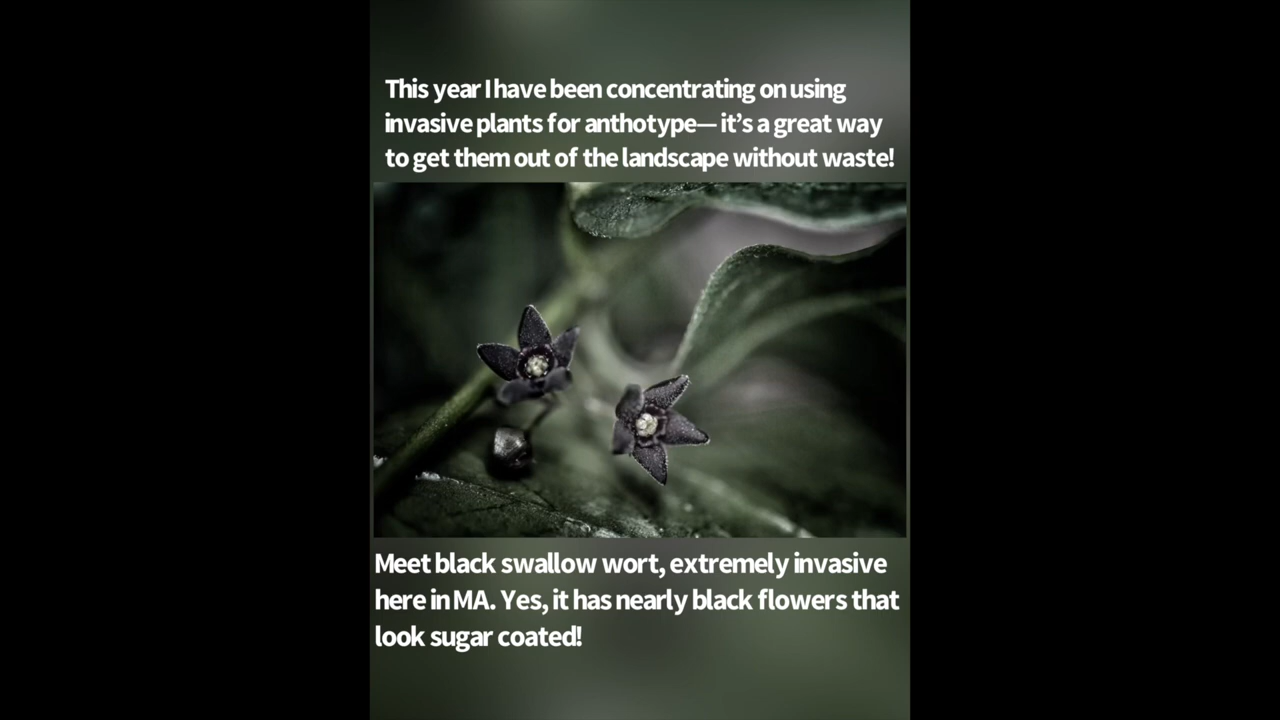 This year I have been concentrating on using
invasive plants for anthotype— it’s a great way
to get them out of the landscape without waste!
Meet black swallow wort, extremely invasive
here in MA. Yes, it has nearly black flowers that
look sugar coated!